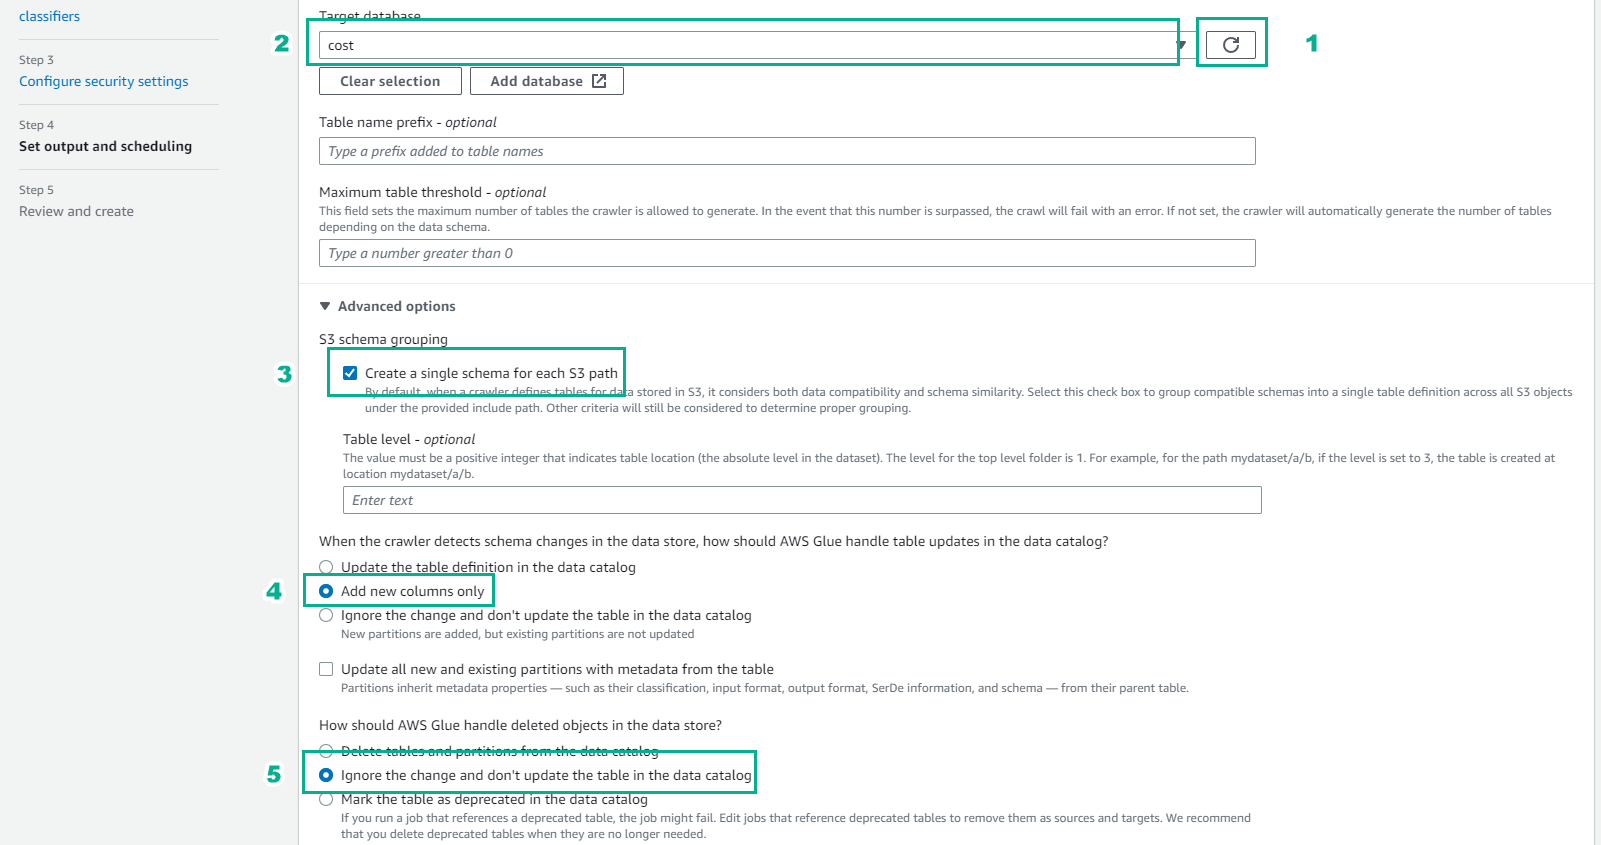 classifiers
Step 3
Configure security settings
Step 4
Set output and scheduling
Step 5
Review and create
Target database
2
cost
1
Clear selection
Add database
Table name prefix - optional
Type a prefix added to table names
Maximum table threshold - optional
This field sets the maximum number of tables the crawler is allowed to generate. In the event that this number is surpassed, the crawl will fail with an error. If not set, the crawler will automatically generate the number of tables
depending on the data schema.
Type a number greater than 0
Advanced options
S3 schema grouping
3
Create a single schema for each S3 path
By default, when a crawler defines tables for data stored in S3, it considers both data compatibility and schema similarity. Select this check box to group compatible schemas into a single table definition across all S3 objects
under the provided include path. Other criteria will still be considered to determine proper grouping.
Table level - optional
The value must be a positive integer that indicates table location (the absolute level in the dataset). The level for the top level folder is 1. For example, for the path mydataset/a/b, if the level is set to 3, the table is created at
location mydataset/a/b.
Enter text
When the crawler detects schema changes in the data store, how should AWS Glue handle table updates in the data catalog?
Update the table definition in the data catalog
4
Add new columns only
Ignore the change and don't update the table in the data catalog
New partitions are added, but existing partitions are not updated
Update all new and existing partitions with metadata from the table
Partitions inherit metadata properties — such as their classification, input format, output format, SerDe information, and schema — from their parent table.
How should AWS Glue handle deleted objects in the data store?
Delete tables and partitions from the data catalog
5
Ignore the change and don't update the table in the data catalog
Mark the table as deprecated in the data catalog
If you run a job that references a deprecated table, the job might fail. Edit jobs that reference deprecated tables to remove them as sources and targets. We recommend
that you delete deprecated tables when they are no longer needed.